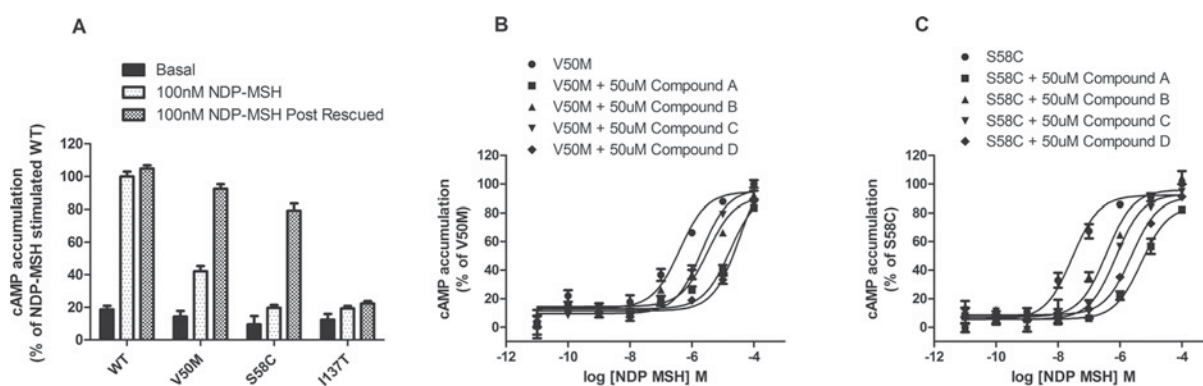 A
Basal
100nM NDP-MSH
100nM NDP-MSH Post Rescued
cAMP accumulation
(% of NDP-MSH stimulated WT)
120
100
80
60
40
20
0
WT
V50M
S58C
I137T
B
V50M
V50M + 50uM Compound A
V50M + 50uM Compound B
V50M + 50uM Compound C
V50M + 50uM Compound D
cAMP accumulation
(% of V50M)
120
100
80
60
40
20
0
-12
-10
-8
-6
-4
-2
log [NDP MSH] M
C
S58C
S58C + 50uM Compound A
S58C + 50uM Compound B
S58C + 50uM Compound C
S58C + 50uM Compound D
cAMP accumulation
(% of S58C)
120
100
80
60
40
20
0
-12
-10
-8
-6
-4
-2
log [NDP MSH] M